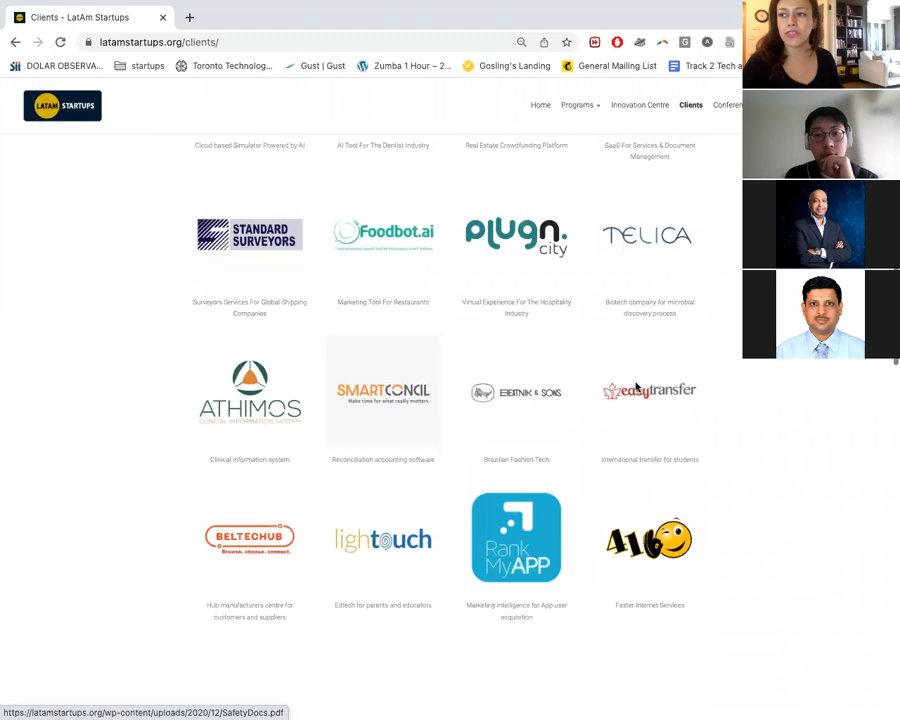 Clients - LatAm Startups
latamstartups.org/clients/
DOLAR OBSERVA...
startups
Toronto Technolog...
Gust | Gust
Zumba 1 Hour – 2...
Gosling's Landing
General Mailing List
Track 2 Tech a
LATAM STARTUPS
Home
Programs
Innovation Centre
Clients
Conferen
Cloud-based Simulator Powered by AI
AI Tool For The Dentist Industry
Real Estate Crowdfunding Platform
SaaS For Services & Document
Management
STANDARD
SURVEYORS
Foodbot.ai
plugn.
city
TELICA
Surveyors Services For Global Shipping
Companies
Marketing Tool For Restaurants
Virtual Experience For The Hospitality
Industry
Biotech company for microbial
discovery process
ATHIMOS
CLINICAL INFORMATION SYSTEM
SMARTCONCIL
Make time for what really matters.
& SONS
easytransfer
Clinical information system.
Reconciliation accounting software
Brazilian Fashion Tech
International transfer for students
BELTECHUB
Browse. choose. connect.
lightouch
Rank
MyAPP
416
Hub manufacturers centre for
customers and suppliers
Edtech for parents and educators
Marketing intelligence for App user
acquisition
Faster Internet Services
https://latamstartups.org/wp-content/uploads/2020/12/SafetyDocs.pdf